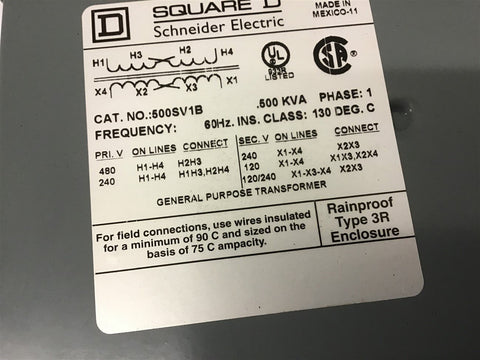 D SQUARE D
Schneider Electric
MADE IN
MEXICO-11
H1 H3 H2 H4
X4 X2 X3 X1
UL
LISTED
CAT. NO.:500SV1B .500 KVA PHASE: 1
FREQUENCY: 60Hz. INS. CLASS: 130 DEG. C
PRI. V ON LINES CONNECT SEC. V ON LINES CONNECT
480 H1-H4 H2H3 240 X1-X4 X2X3
240 H1-H4 H1H3,H2H4 120 X1-X4 X1X3,X2X4
120/240 X1-X3-X4 X2X3
GENERAL PURPOSE TRANSFORMER
For field connections, use wires insulated
for a minimum of 90 C and sized on the
basis of 75 C ampacity.
Rainproof
Type 3R
Enclosure